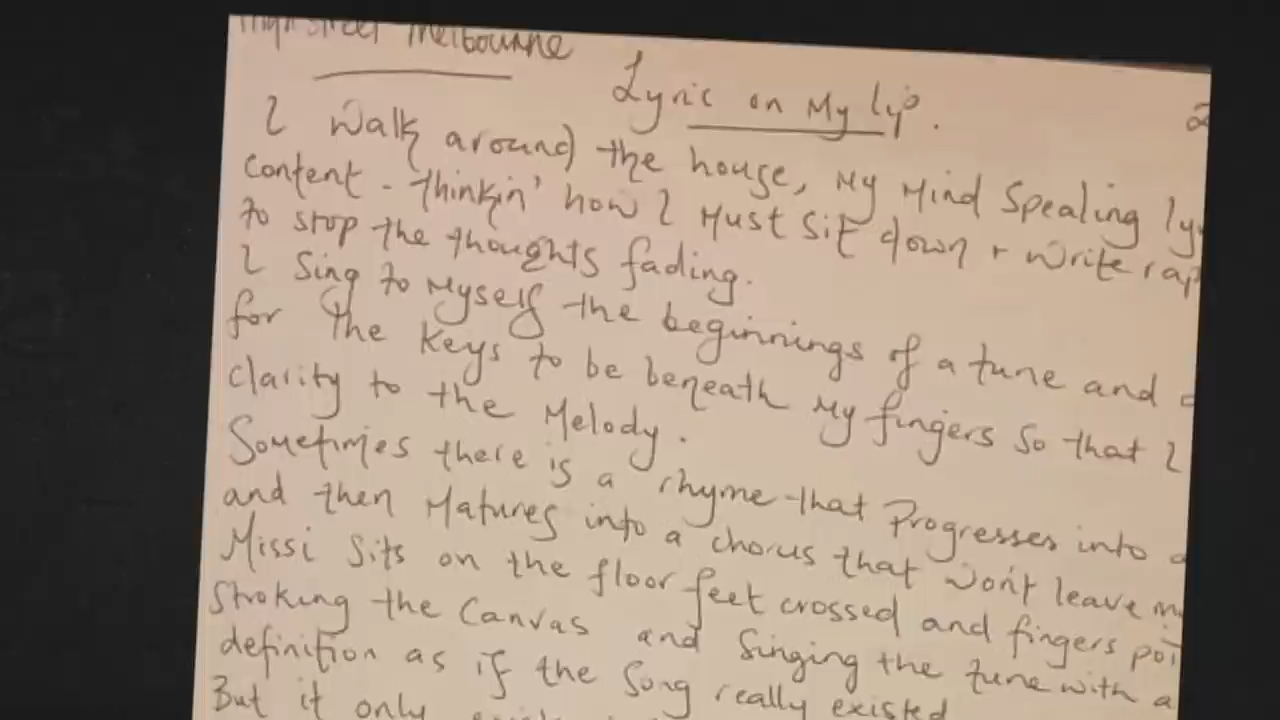 High Street Melbourne
Lyric on My lip.
I walk around the house, My Mind Spealing
content - thinkin' how I Must sit down + write rap
to stop the thoughts fading.
I Sing to Myself the beginnings of a tune and
for the keys to be beneath My fingers so that I
clarity to the Melody.
Sometimes there is a rhyme that Progresses into
and then Matures into a chorus that won't leave
Missi sits on the floor feet crossed and fingers
stroking the Canvas and singing the tune with a
definition as if the Song really existed
But it only